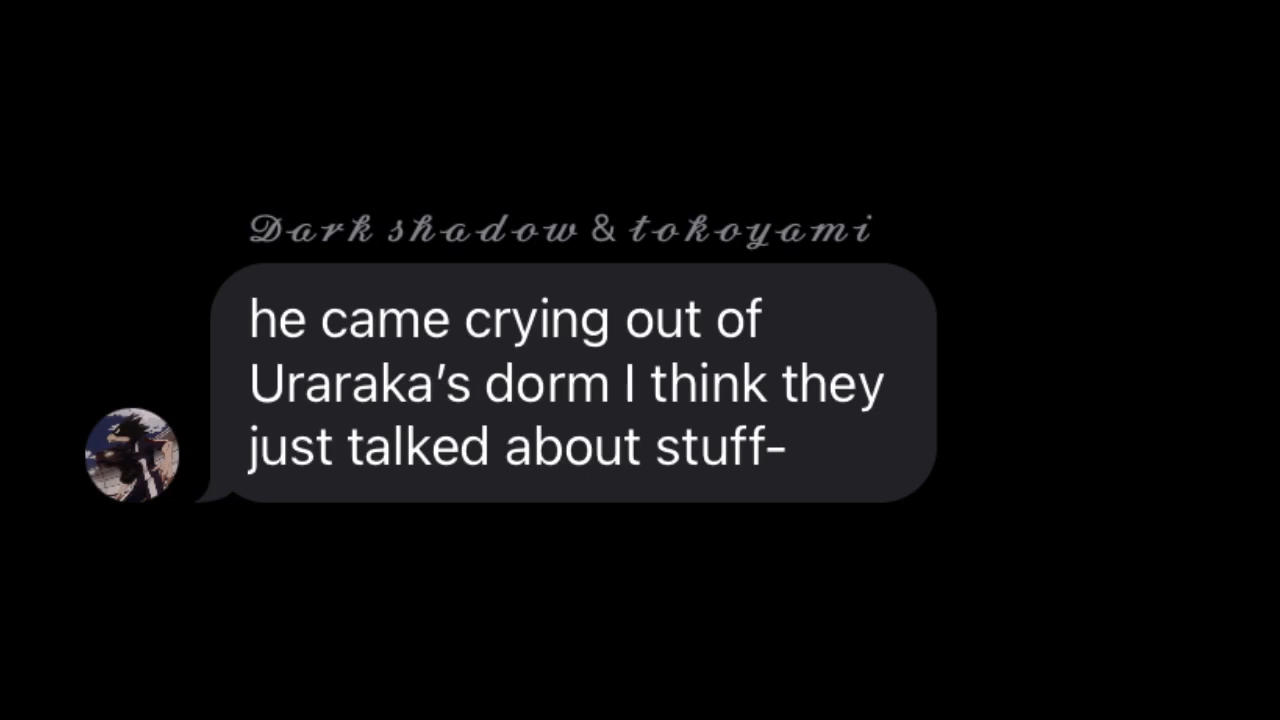 𝓓𝓪𝓻𝓴 𝓼𝓱𝓪𝓭𝓸𝔀 & 𝓽𝓸𝓴𝓸𝔂𝓪𝓶𝓲
he came crying out of
Uraraka’s dorm I think they
just talked about stuff-